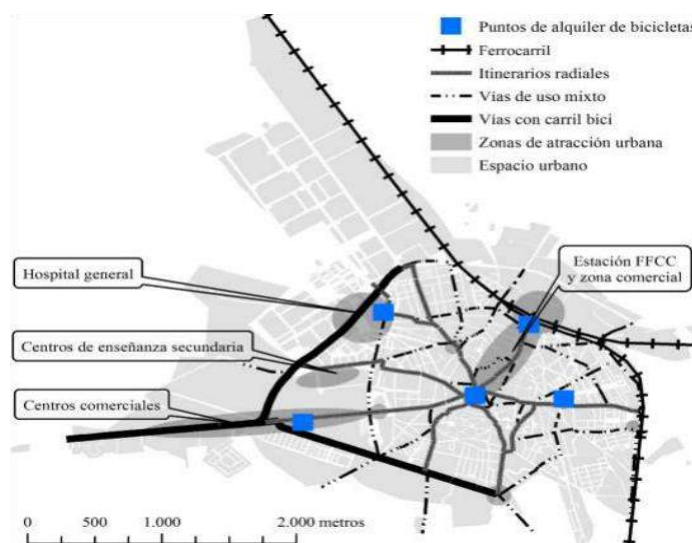 Puntos de alquiler de bicicletas
Ferrocarril
Itinerarios radiales
Vías de uso mixto
Vías con carril bici
Zonas de atracción urbana
Espacio urbano
Estación FFCC
y zona comercial
Hospital general
Centros de enseñanza secundaria
Centros comerciales
0 500 1.000 2.000 metros